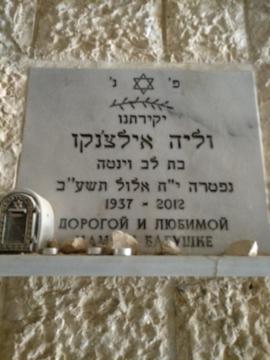 פ' נ'
יקירתנו
וליה אילצ'נקו
בת לב וינטה
נפטרה י"ח אלול תשע"ב
1937 - 2012
ДОРОГОЙ И ЛЮБИМОЙ
БАБУШКЕ